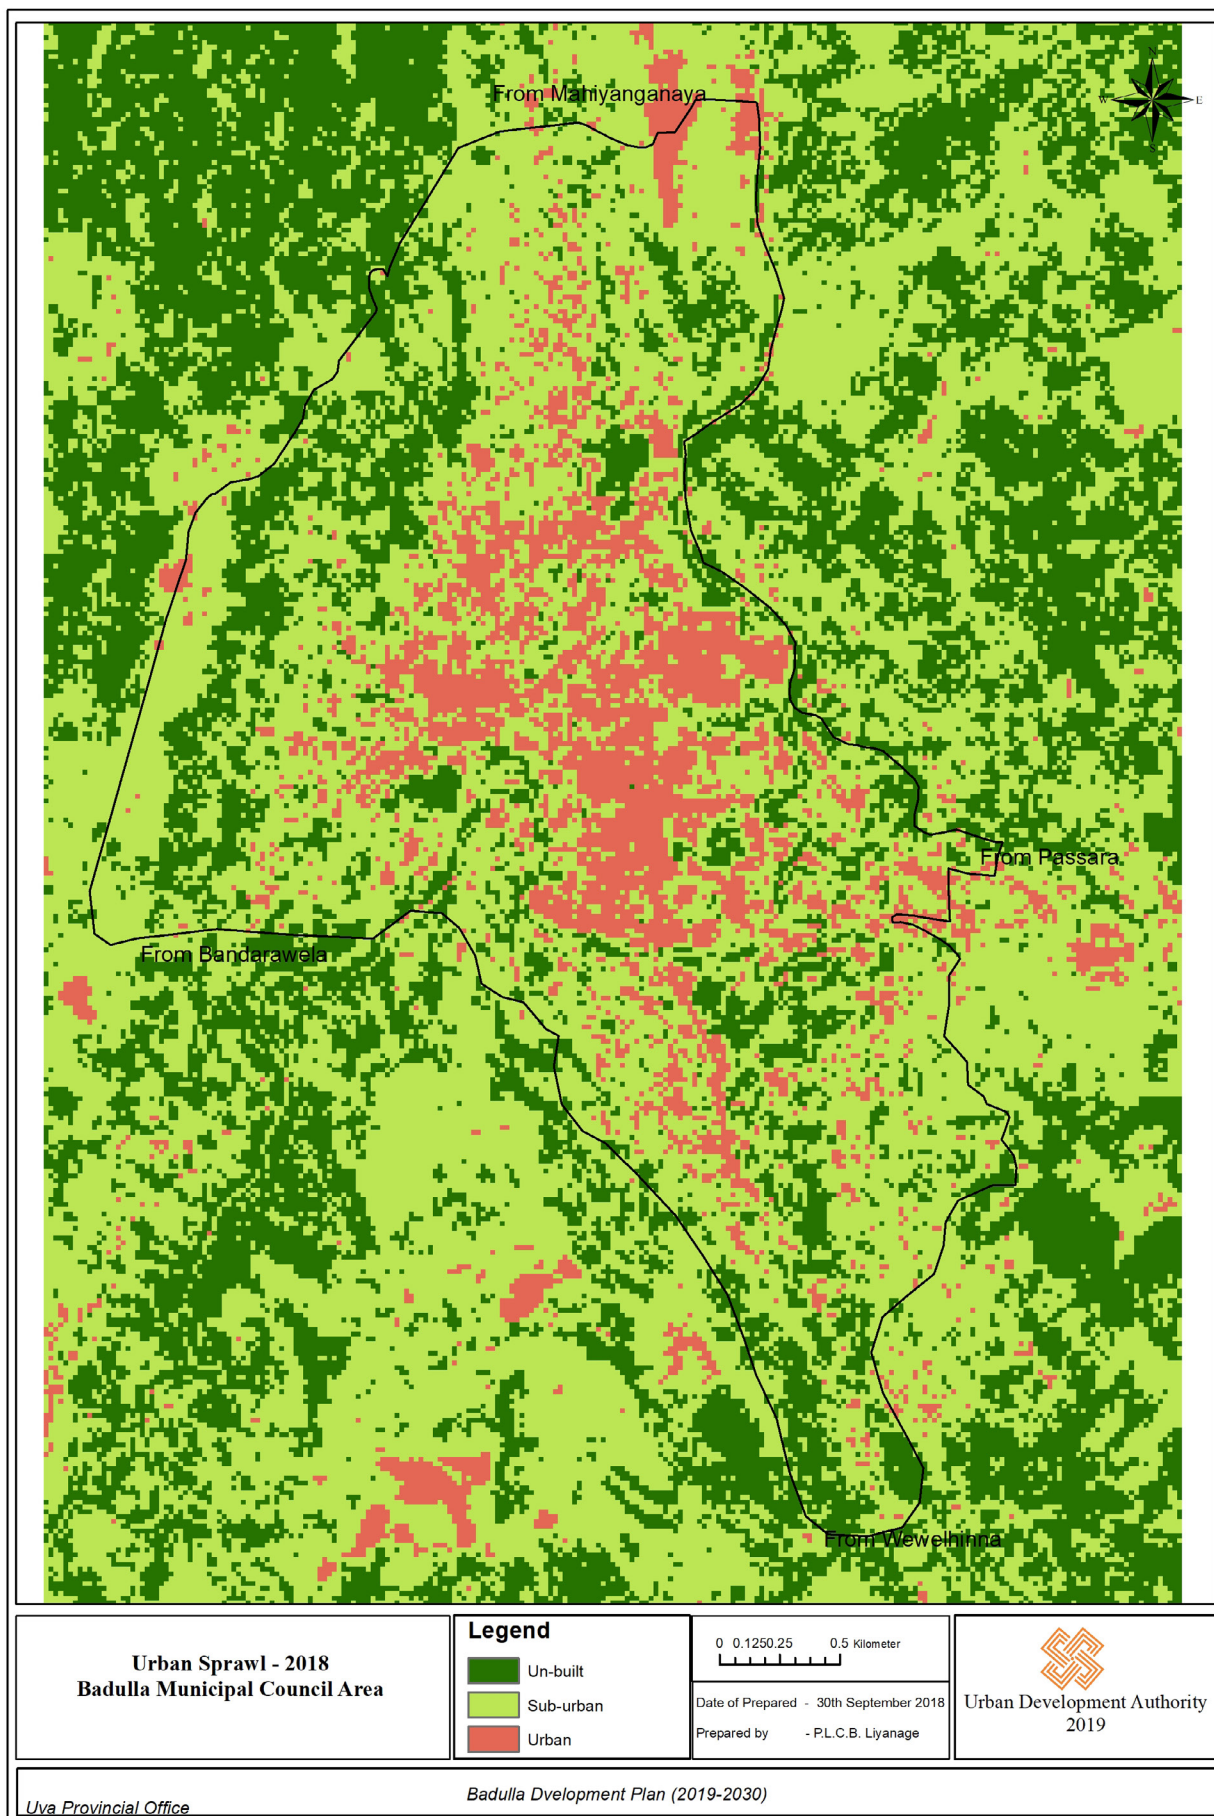 N
W
E
S
From Mahiyanganaya
From Passara
From Bandarawela
From Wewelhinna
Urban Sprawl - 2018
Badulla Municipal Council Area
Legend
Un-built
Sub-urban
Urban
0 0.1250.25 0.5 Kilometer
Date of Prepared - 30th September 2018
Prepared by - P.L.C.B. Liyanage
Urban Development Authority
2019
Uva Provincial Office
Badulla Dvelopment Plan (2019-2030)